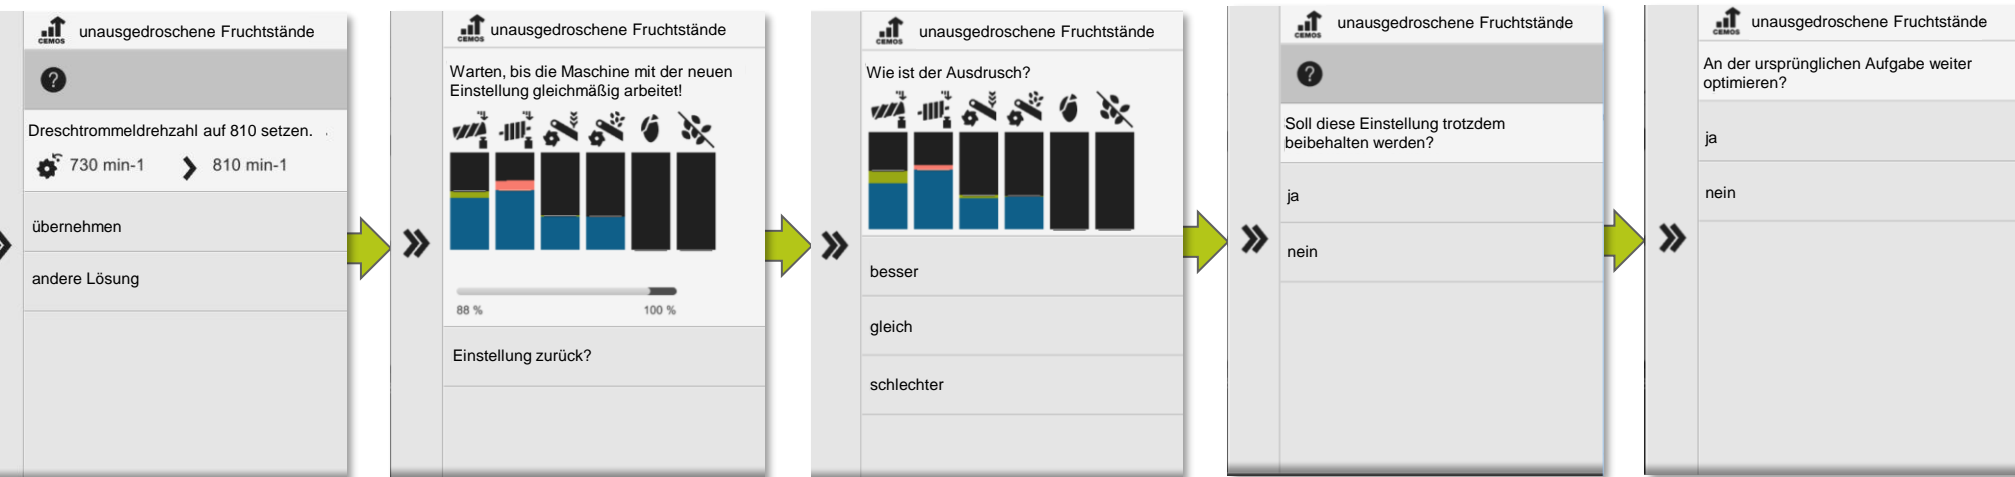 CEMOS
unausgedroschene Fruchtstände
Dreschtrommeldrehzahl auf 810 setzen.
730 min-1
810 min-1
übernehmen
andere Lösung
CEMOS
unausgedroschene Fruchtstände
Warten, bis die Maschine mit der neuen
Einstellung gleichmäßig arbeitet!
88 %
100 %
Einstellung zurück?
CEMOS
unausgedroschene Fruchtstände
Wie ist der Ausdrusch?
besser
gleich
schlechter
CEMOS
unausgedroschene Fruchtstände
Soll diese Einstellung trotzdem
beibehalten werden?
ja
nein
CEMOS
unausgedroschene Fruchtstände
An der ursprünglichen Aufgabe weiter
optimieren?
ja
nein